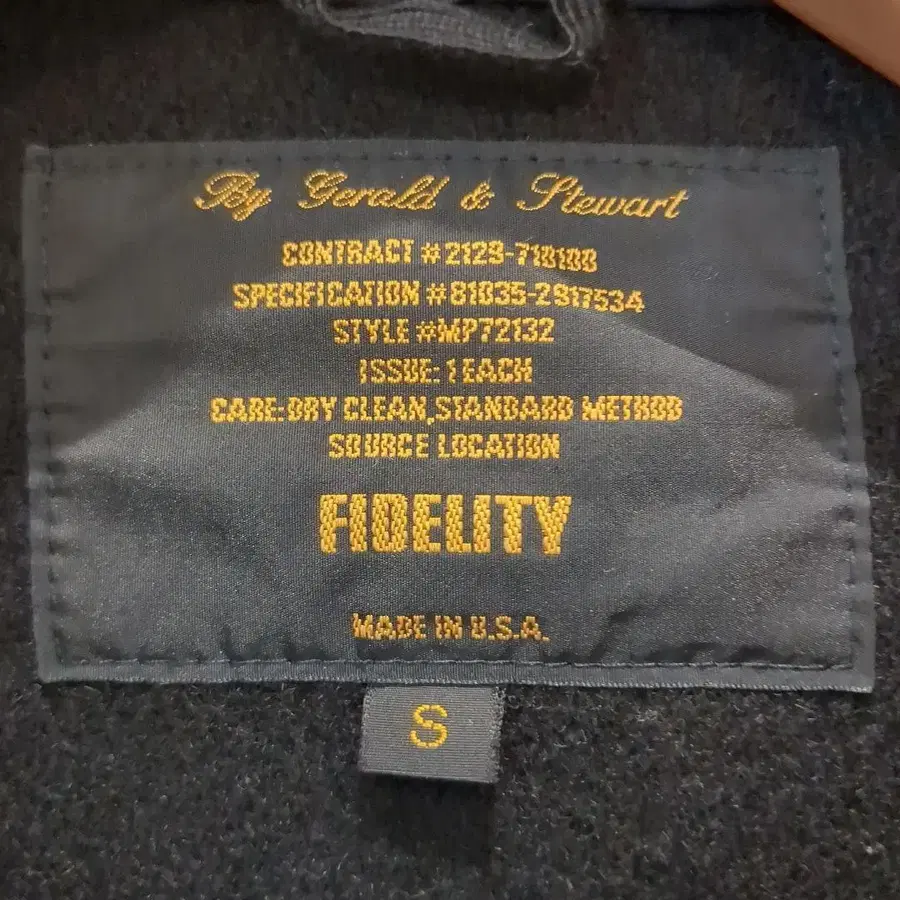 By Gerald & Stewart
CONTRACT #2129-710100
SPECIFICATION #81035-2917534
STYLE #MP72132
ISSUE: 1 EACH
CARE: DRY CLEAN, STANDARD METHOD
SOURCE LOCATION
FIDELITY
MADE IN U.S.A.
S